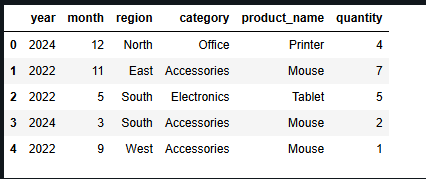 year month region category product_name quantity
0 2024 12 North Office Printer 4
1 2022 11 East Accessories Mouse 7
2 2022 5 South Electronics Tablet 5
3 2024 3 South Accessories Mouse 2
4 2022 9 West Accessories Mouse 1